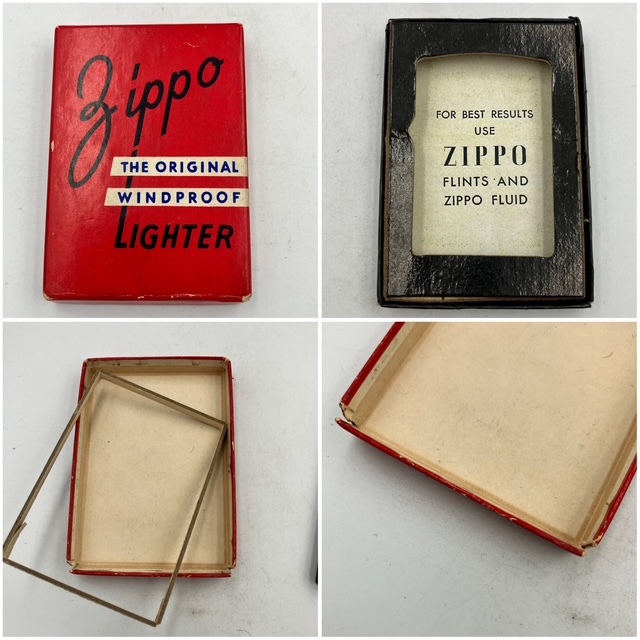 Zippo
THE ORIGINAL
WINDPROOF
LIGHTER
FOR BEST RESULTS
USE
ZIPPO
FLINTS AND
ZIPPO FLUID